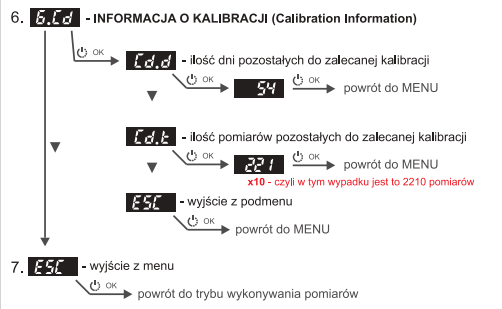 6. 6.Cd - INFORMACJA O KALIBRACJI (Calibration Information)
OK
Cd.d - ilość dni pozostałych do zalecanej kalibracji
OK 54 OK powrót do MENU
Cd.t - ilość pomiarów pozostałych do zalecanej kalibracji
OK 221 OK powrót do MENU
x10 - czyli w tym wypadku jest to 2210 pomiarów
ESC - wyjście z podmenu
OK powrót do MENU
7. ESC - wyjście z menu
OK powrót do trybu wykonywania pomiarów